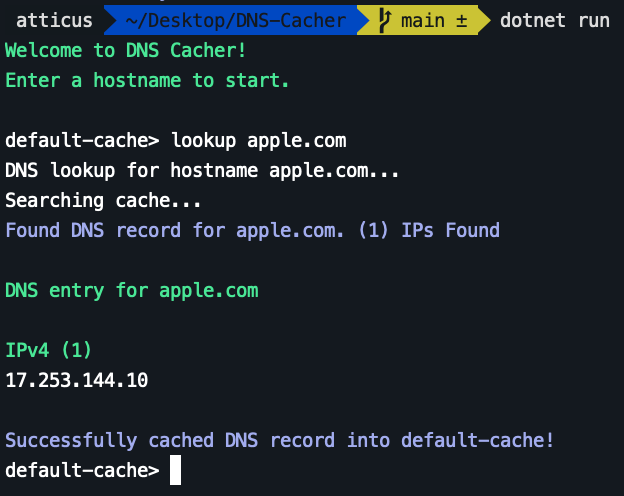 atticus ~/Desktop/DNS-Cacher main ± dotnet run
Welcome to DNS Cacher!
Enter a hostname to start.
default-cache> lookup apple.com
DNS lookup for hostname apple.com...
Searching cache...
Found DNS record for apple.com. (1) IPs Found
DNS entry for apple.com
IPv4 (1)
17.253.144.10
Successfully cached DNS record into default-cache!
default-cache>